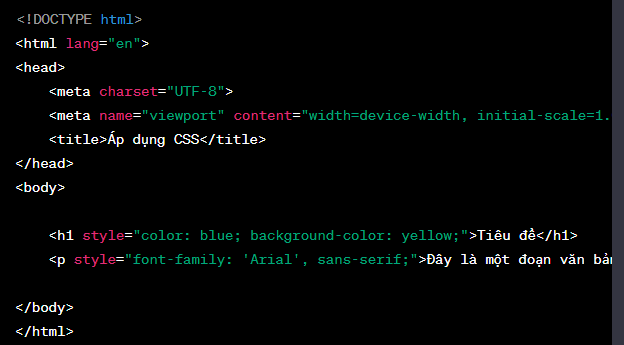 <!DOCTYPE html>
<html lang="en">
<head>
    <meta charset="UTF-8">
    <meta name="viewport" content="width=device-width, initial-scale=1.
    <title>Áp dụng CSS</title>
</head>
<body>
    <h1 style="color: blue; background-color: yellow;">Tiêu đề</h1>
    <p style="font-family: 'Arial', sans-serif;">Đây là một đoạn văn bản
</body>
</html>